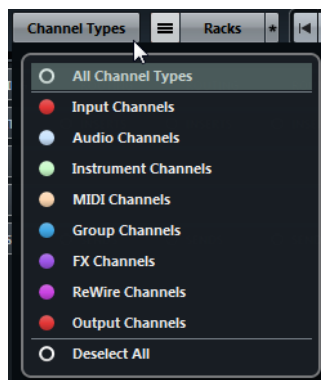 Channel Types Racks *
All Channel Types
Input Channels
Audio Channels
Instrument Channels
MIDI Channels
Group Channels
FX Channels
ReWire Channels
Output Channels
Deselect All